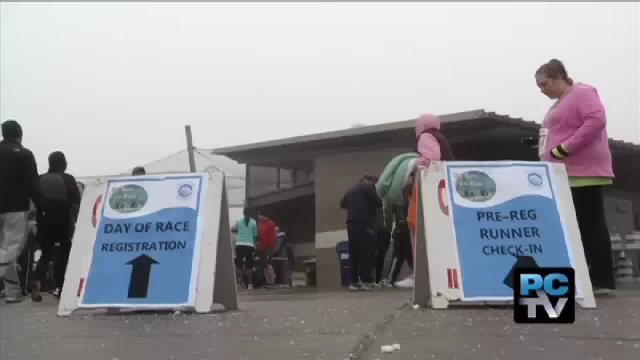 DAY OF RACE
REGISTRATION
PRE-REG
RUNNER
CHECK-IN
PCTV